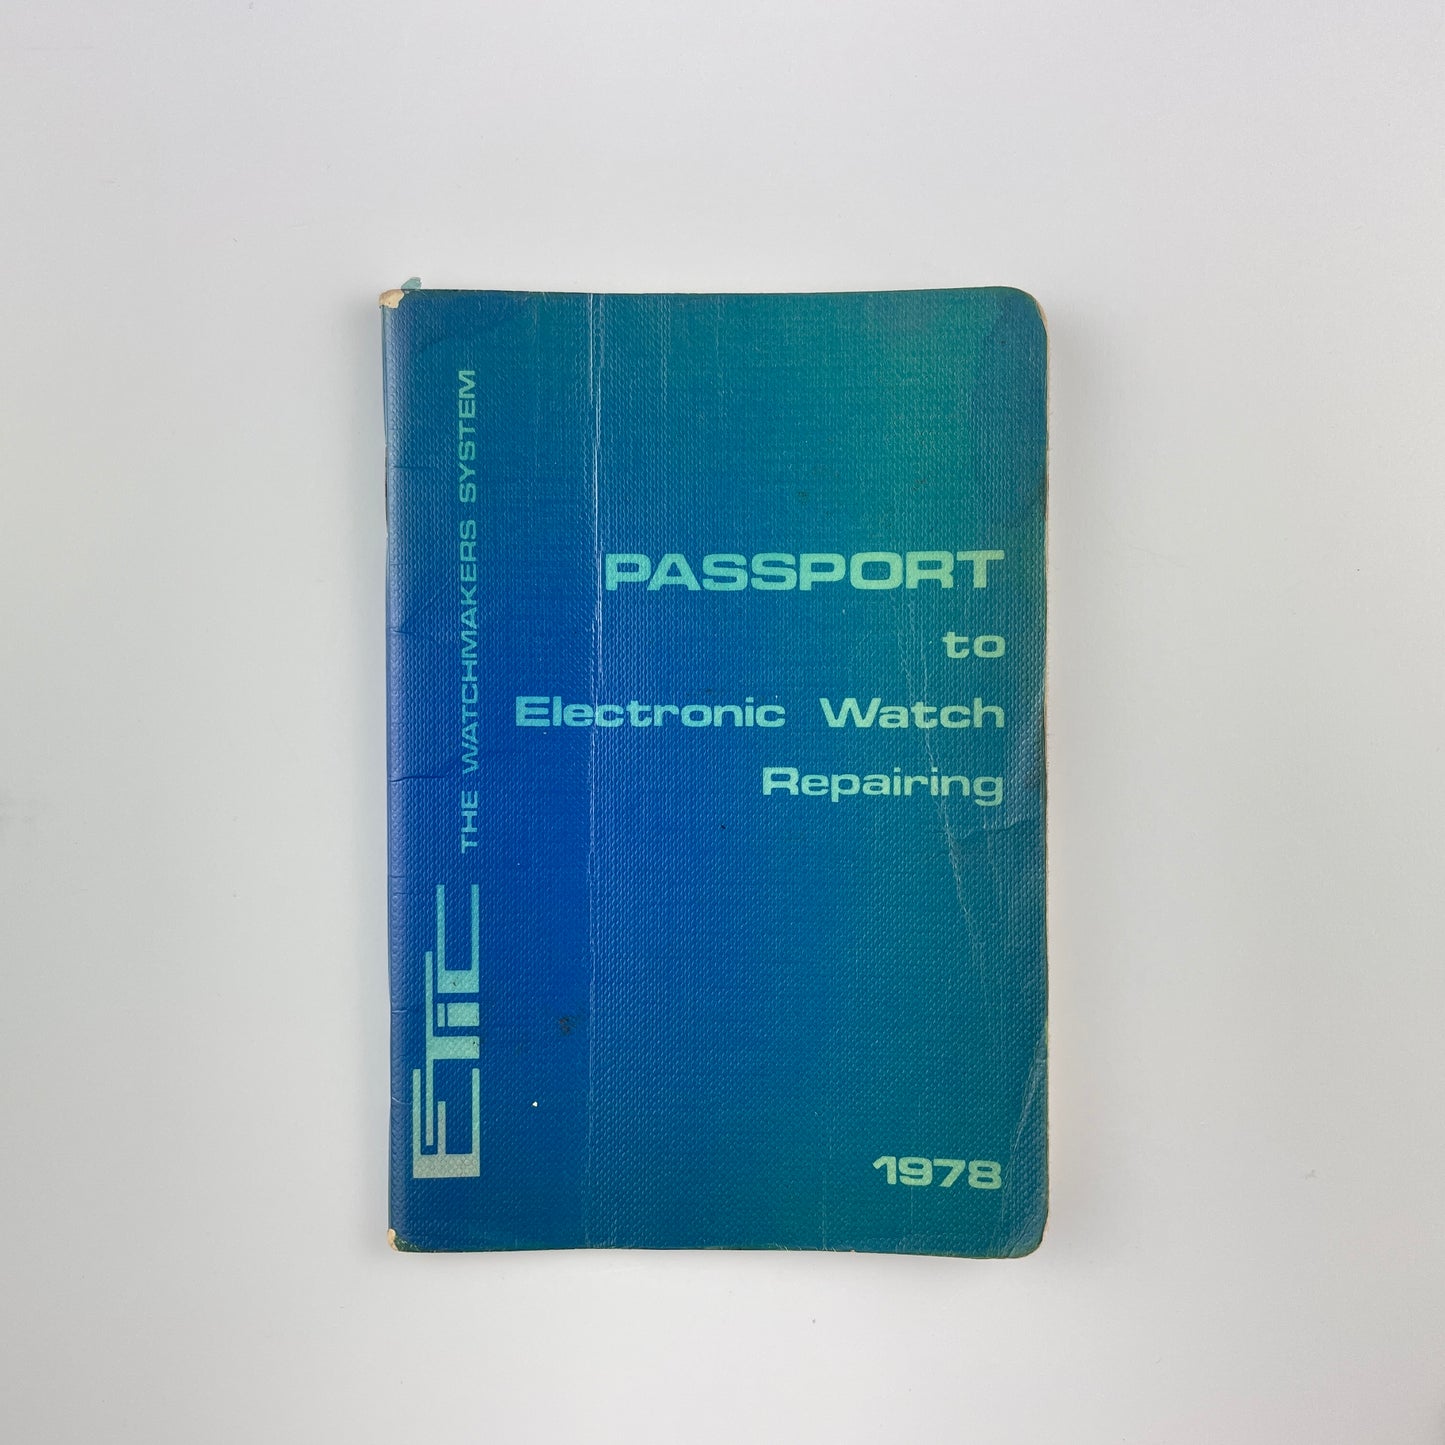 PASSPORT
to
Electronic Watch
Repairing
1978
ETIC THE WATCHMAKERS SYSTEM